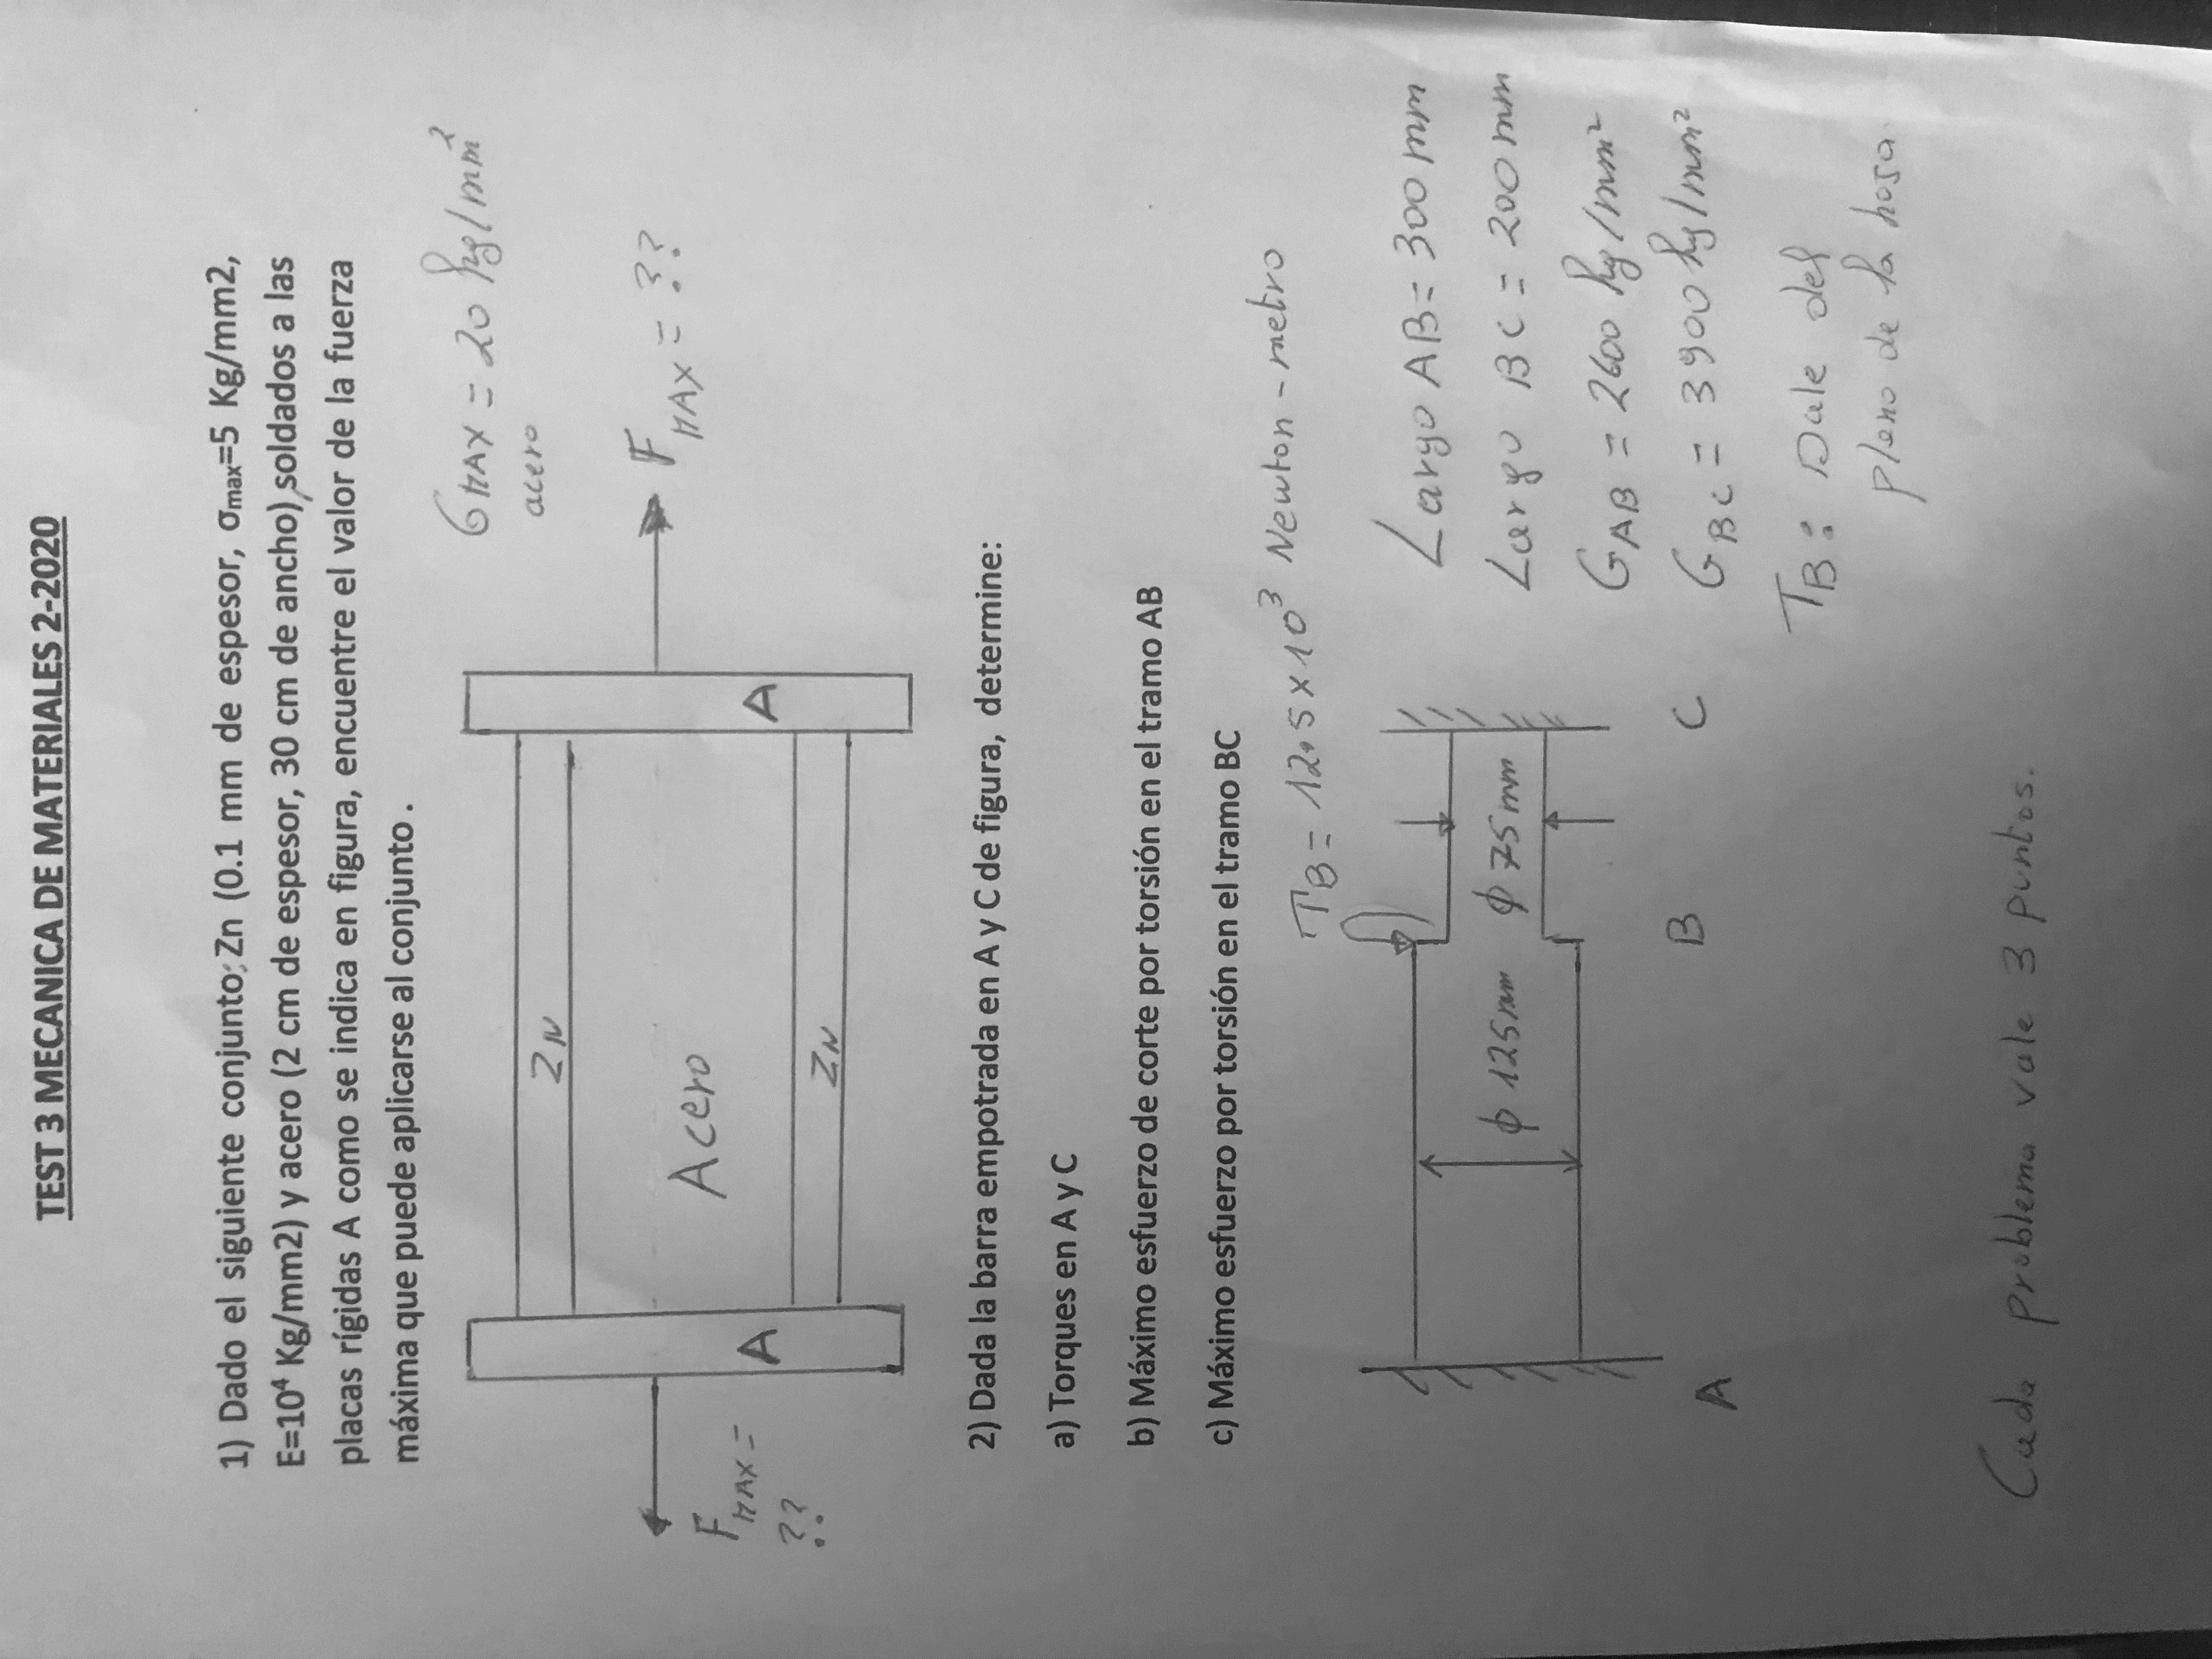 TEST 3 MECANICA DE MATERIALES 2-2020
1) Dado el siguiente conjunto;Zn (0.1 mm de espesor, σmax=5 Kg/mm2,
E=10⁴ Kg/mm2) y acero (2 cm de espesor, 30 cm de ancho),soldados a las
placas rígidas A como se indica en figura, encuentre el valor de la fuerza
máxima que puede aplicarse al conjunto .
σMAX = 20 kg/mm²
acero
ZN
Acero
ZN
A
A
FMAX = ??
FMAX = ??
2) Dada la barra empotrada en A y C de figura, determine:
a) Torques en A y C
b) Máximo esfuerzo de corte por torsión en el tramo AB
c) Máximo esfuerzo por torsión en el tramo BC
TB = 12.5 x 10³ Newton - metro
φ 125mm
φ 75mm
A
B
C
Largo AB = 300 mm
Largo BC = 200 mm
GAB = 2600 kg/mm²
GBC = 3900 kg/mm²
TB: Sale del
plano de la hoja.
Cada problema vale 3 puntos.